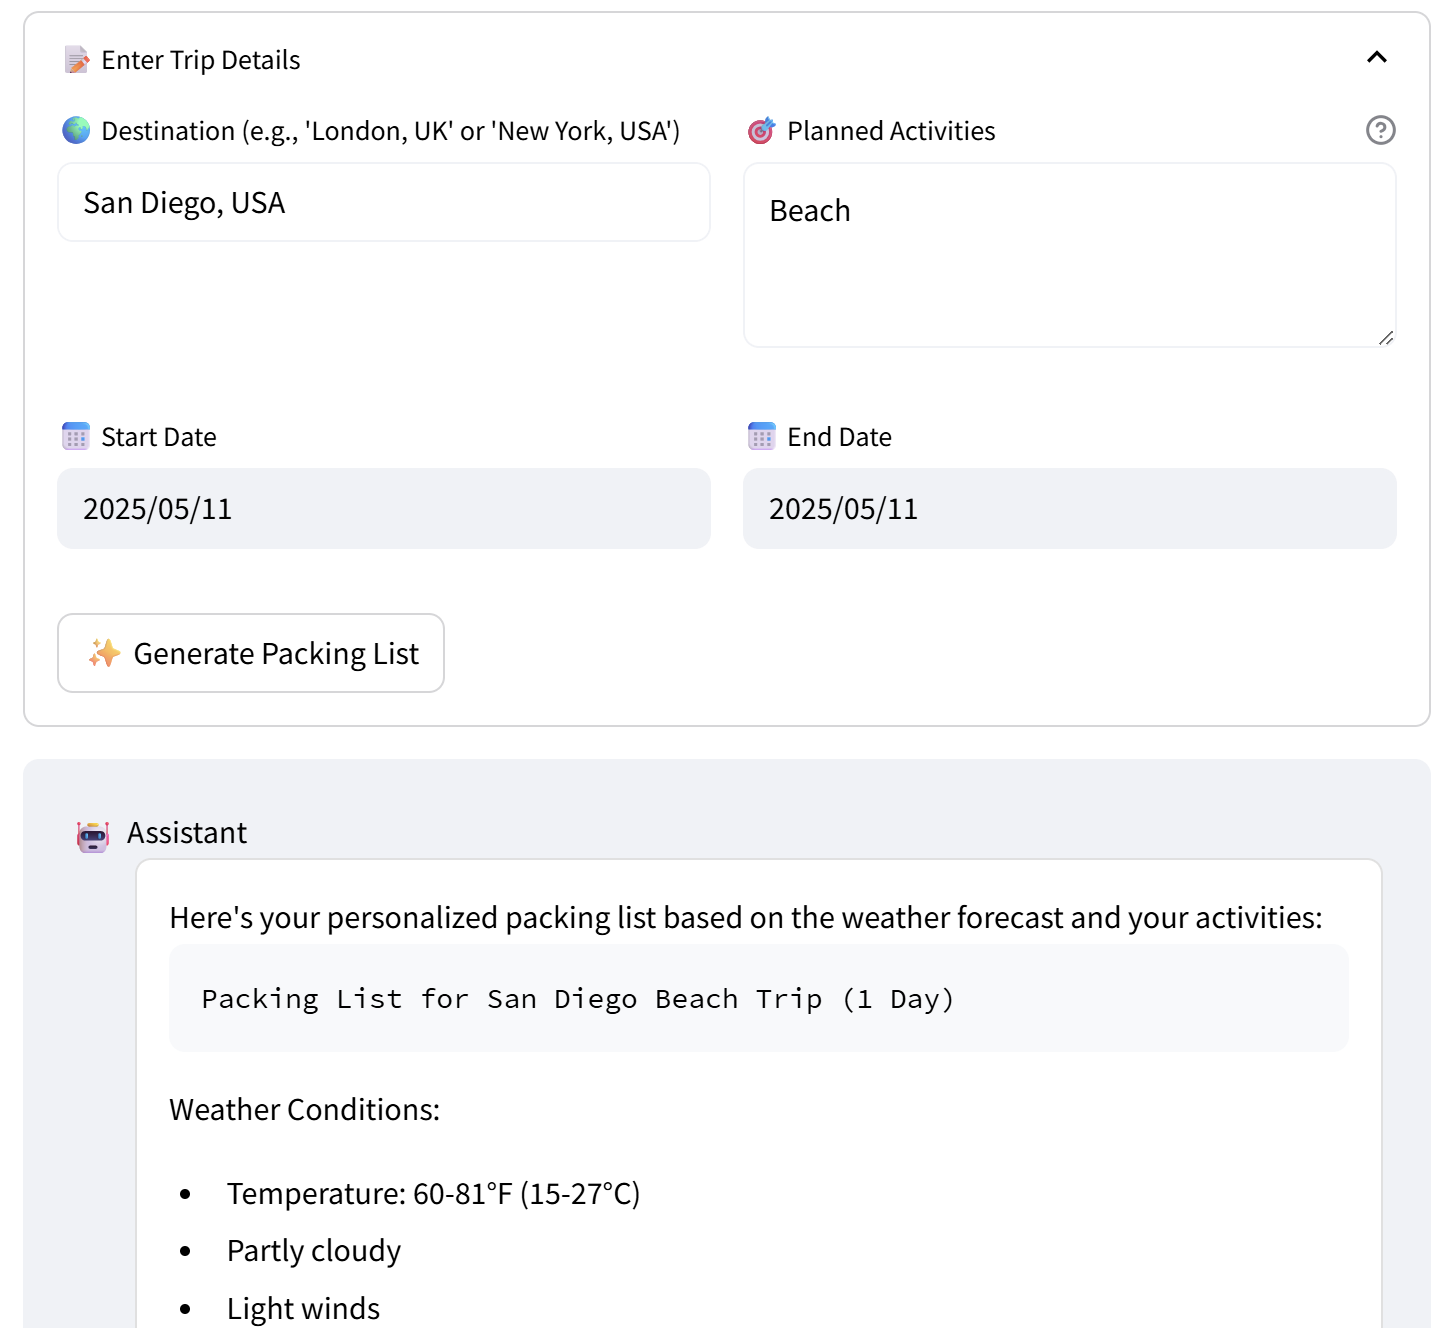 Enter Trip Details
Destination (e.g., 'London, UK' or 'New York, USA')
San Diego, USA
Planned Activities
Beach
Start Date
2025/05/11
End Date
2025/05/11
Generate Packing List
Assistant
Here's your personalized packing list based on the weather forecast and your activities:
Packing List for San Diego Beach Trip (1 Day)
Weather Conditions:
• Temperature: 60-81°F (15-27°C)
• Partly cloudy
• Light winds